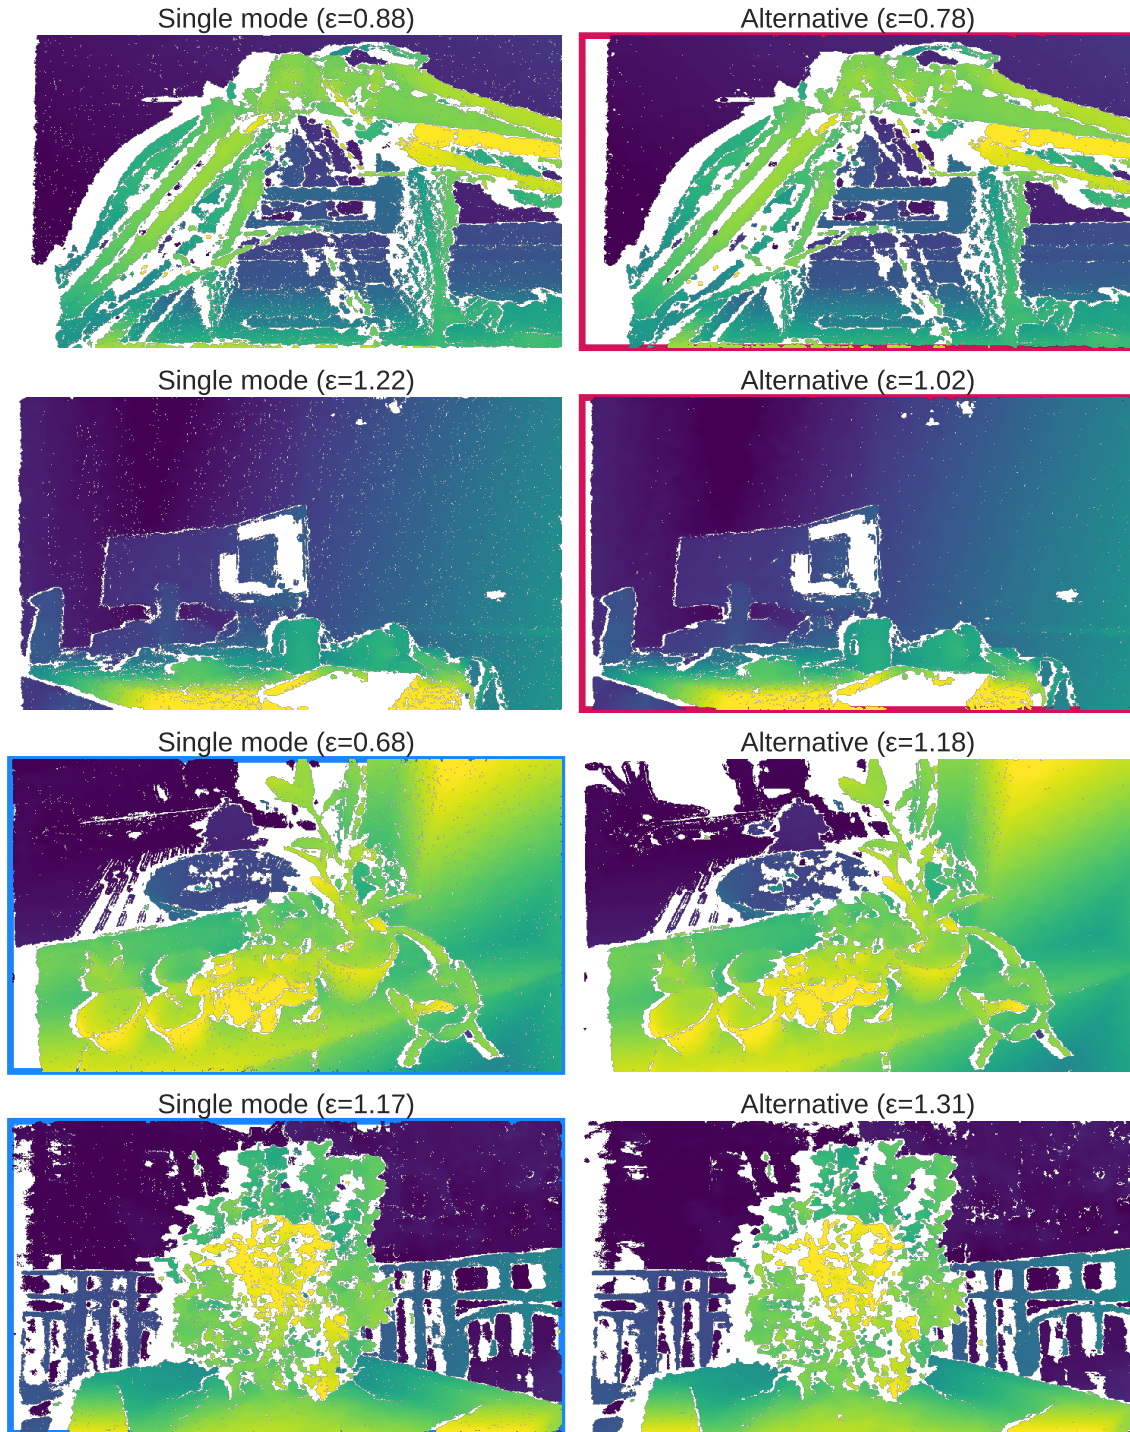 Single mode (ε=0.88)
Alternative (ε=0.78)
Single mode (ε=1.22)
Alternative (ε=1.02)
Single mode (ε=0.68)
Alternative (ε=1.18)
Single mode (ε=1.17)
Alternative (ε=1.31)